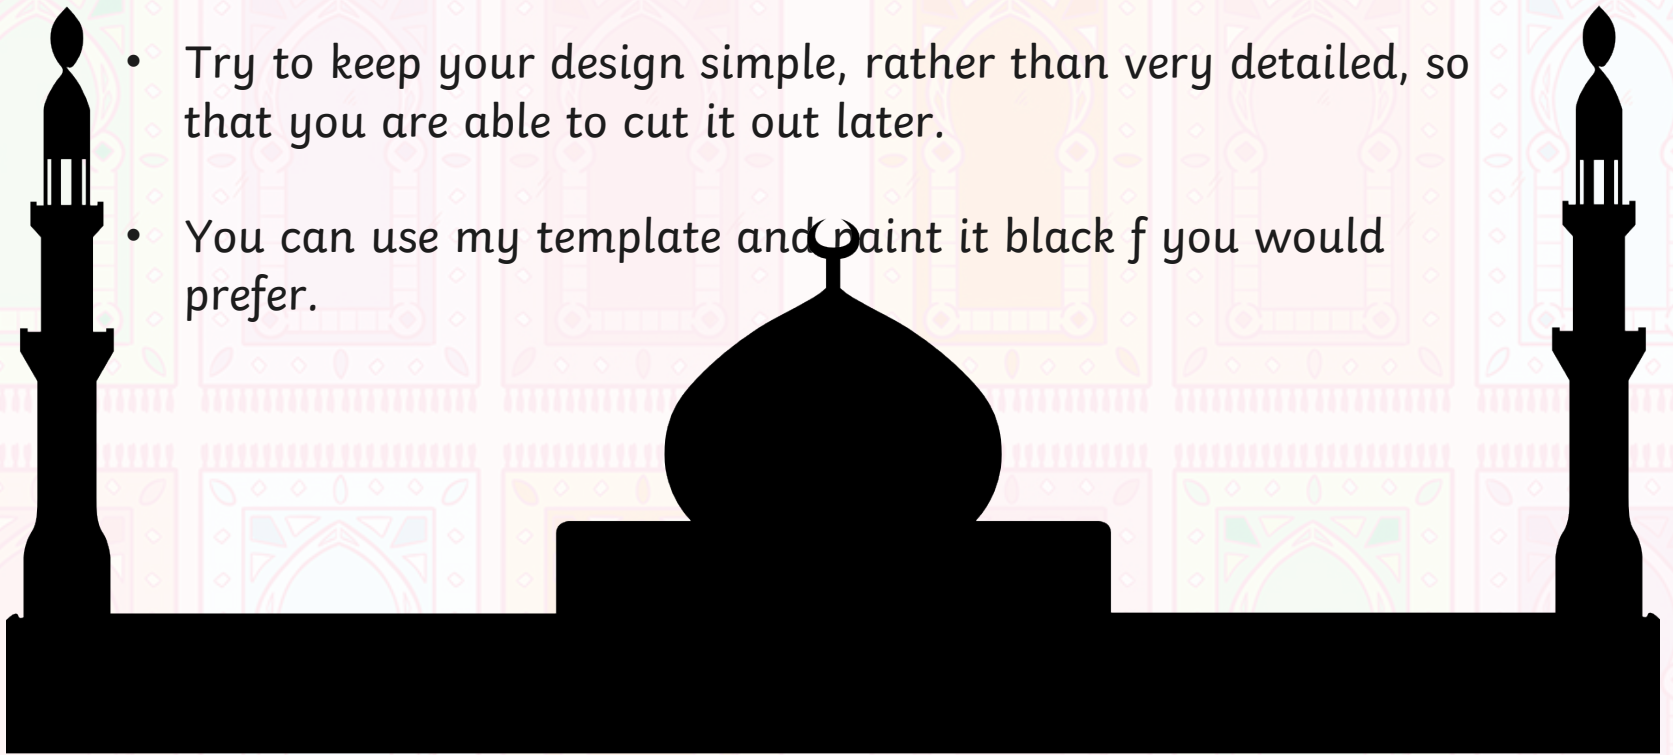 • Try to keep your design simple, rather than very detailed, so
that you are able to cut it out later.
• You can use my template and paint it black f you would
prefer.